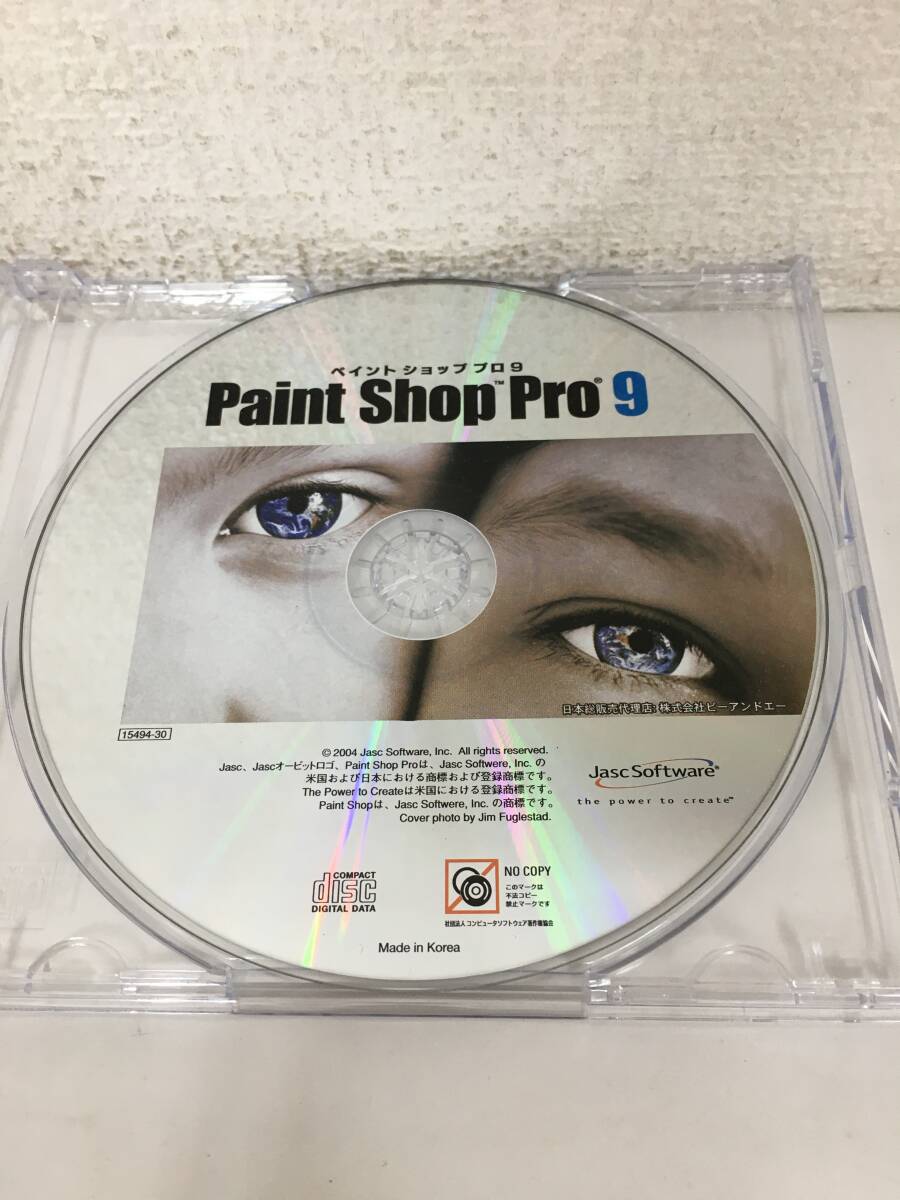 ペイント ショップ プロ 9
Paint Shop™ Pro® 9
日本総販売代理店: 株式会社ビーアンドエー
15494-30
© 2004 Jasc Software, Inc. All rights reserved.
Jasc、Jascオービットロゴ、Paint Shop Proは、Jasc Softwere, Inc. の
米国および日本における商標および登録商標です。
The Power to Createは米国における登録商標です。
Paint Shopは、Jasc Softwere, Inc. の商標です。
Cover photo by Jim Fuglestad.
Jasc Software®
the power to create™
COMPACT
disc
DIGITAL DATA
NO COPY
このマークは
不法コピー
禁止マークです
社団法人 コンピュータソフトウェア著作権協会
Made in Korea